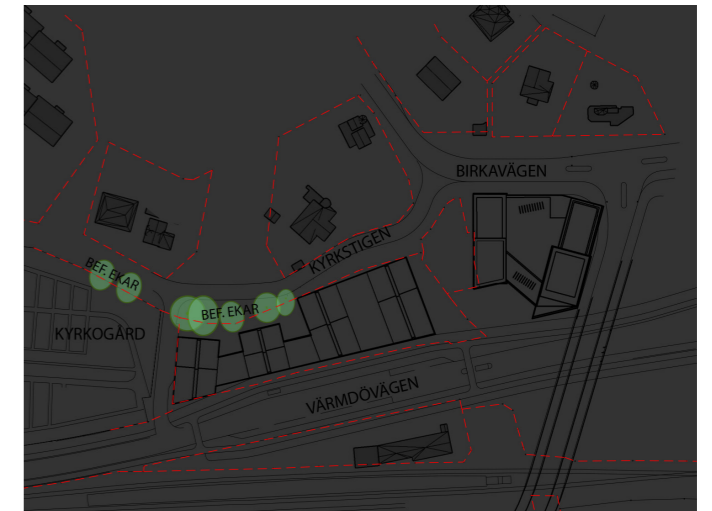 BIRKAVÄGEN
KYRKSTIGEN
BEF. EKAR
BEF. EKAR
KYRKOGÅRD
VÄRMDÖVÄGEN